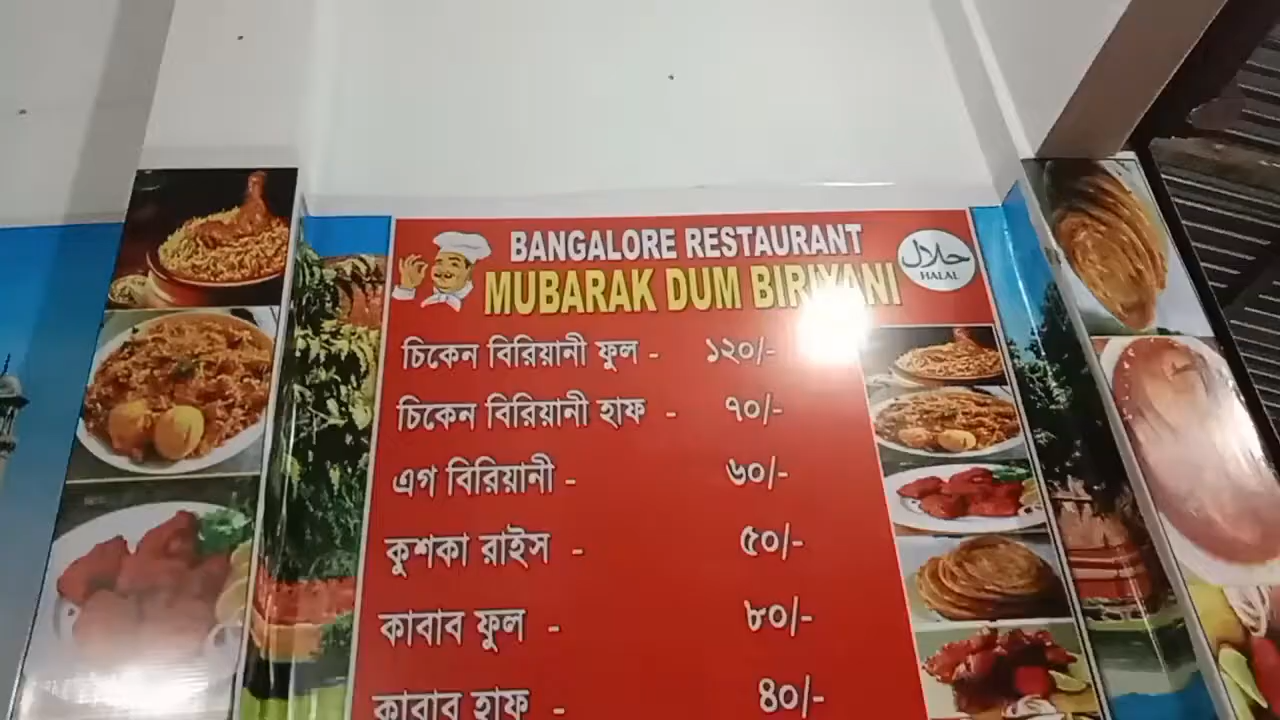 BANGALORE RESTAURANT
MUBARAK DUM BIRIYANI
حلال
HALAL
চিকেন বিরিয়ানী ফুল - ১২০/-
চিকেন বিরিয়ানী হাফ - ৭০/-
এগ বিরিয়ানী - ৬০/-
কুশকা রাইস - ৫০/-
কাবাব ফুল - ৮০/-
কাবাব হাফ - ৪০/-